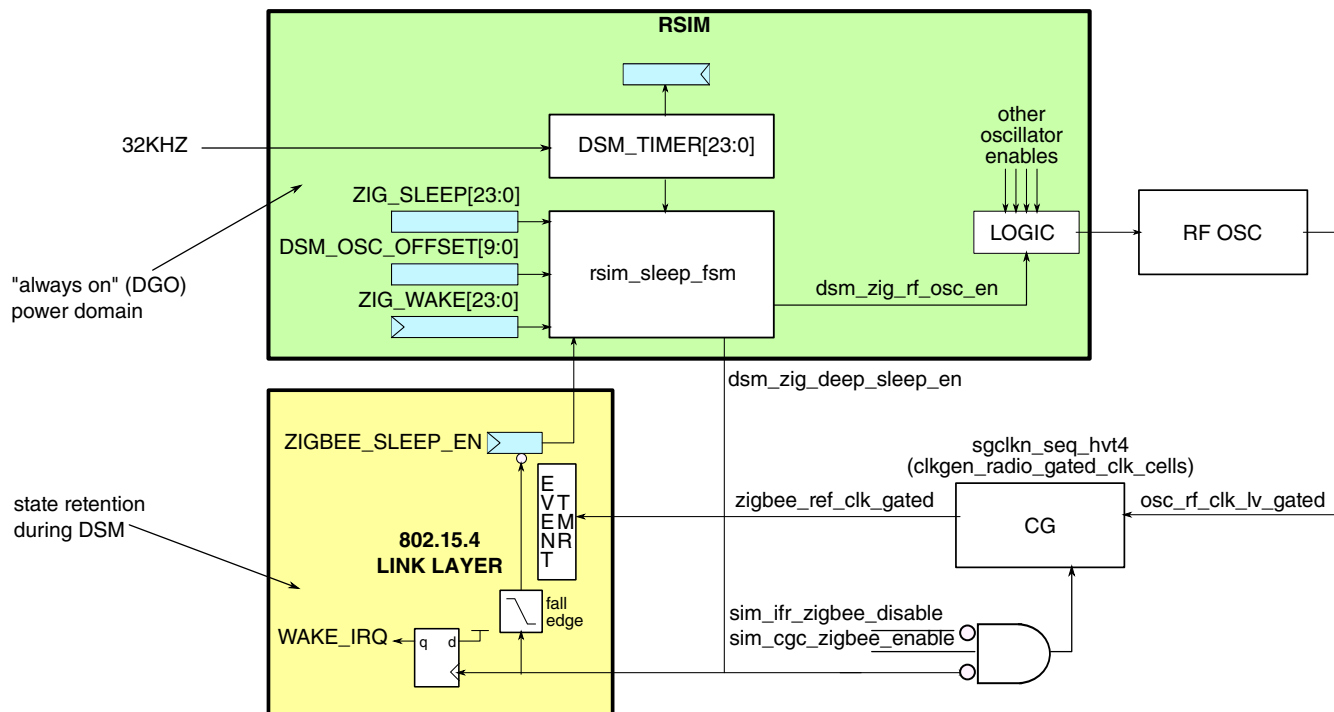 RSIM
32KHZ
DSM_TIMER[23:0]
other
oscillator
enables
ZIG_SLEEP[23:0]
DSM_OSC_OFFSET[9:0]
ZIG_WAKE[23:0]
rsim_sleep_fsm
LOGIC
RF OSC
dsm_zig_rf_osc_en
"always on" (DGO)
power domain
dsm_zig_deep_sleep_en
ZIGBEE_SLEEP_EN
sgclkn_seq_hvt4
(clkgen_radio_gated_clk_cells)
EVENT
TMR
zigbee_ref_clk_gated
CG
osc_rf_clk_lv_gated
state retention
during DSM
802.15.4
LINK LAYER
fall
edge
sim_ifr_zigbee_disable
sim_cgc_zigbee_enable
WAKE_IRQ
q
d